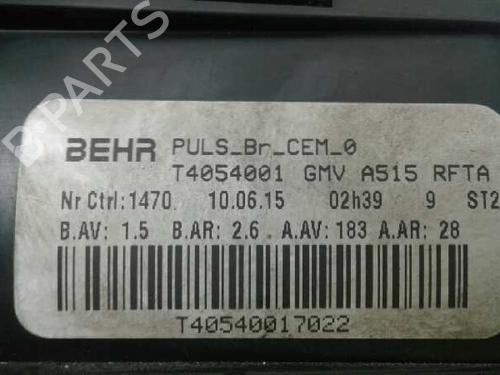 BEHR PULS_Br_CEM_0
T4054001 GMV A515 RFTA
Nr Ctrl:1470. 10.06.15 02h39 9 ST2
B.AV: 1.5 B.AR: 2.6 A.AV: 183 A.AR: 28
T40540017022